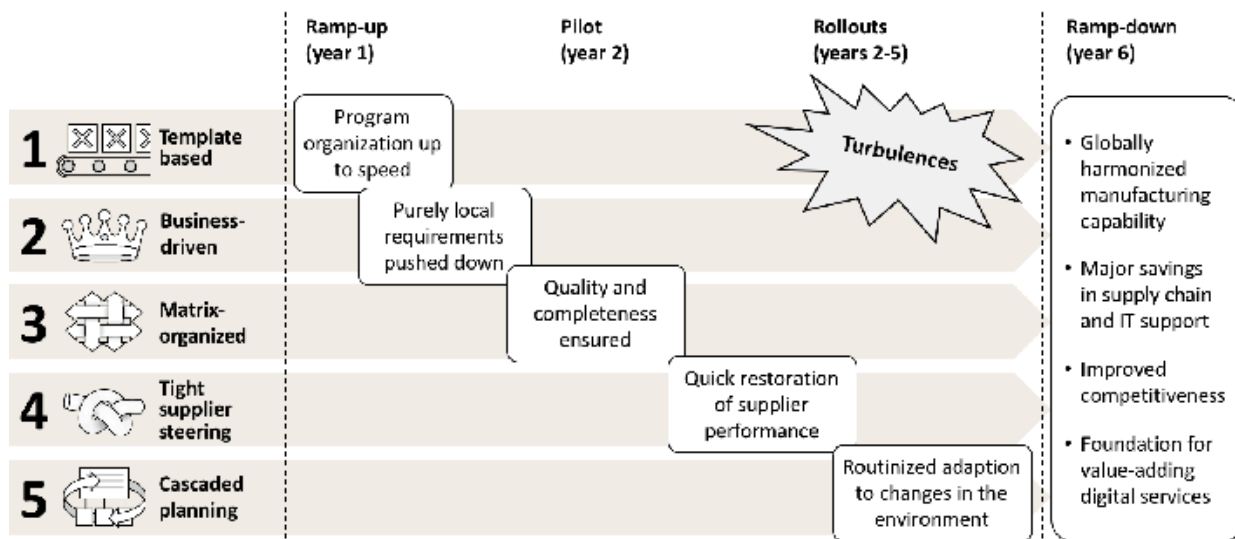 Ramp-up
(year 1)
Pilot
(year 2)
Rollouts
(years 2-5)
Ramp-down
(year 6)
1
Template
based
Program
organization up
to speed
Turbulences
2
Business-
driven
Purely local
requirements
pushed down
3
Matrix-
organized
Quality and
completeness
ensured
4
Tight
supplier
steering
Quick restoration
of supplier
performance
5
Cascaded
planning
Routinized adaption
to changes in the
environment
• Globally
harmonized
manufacturing
capability
• Major savings
in supply chain
and IT support
• Improved
competitiveness
• Foundation for
value-adding
digital services